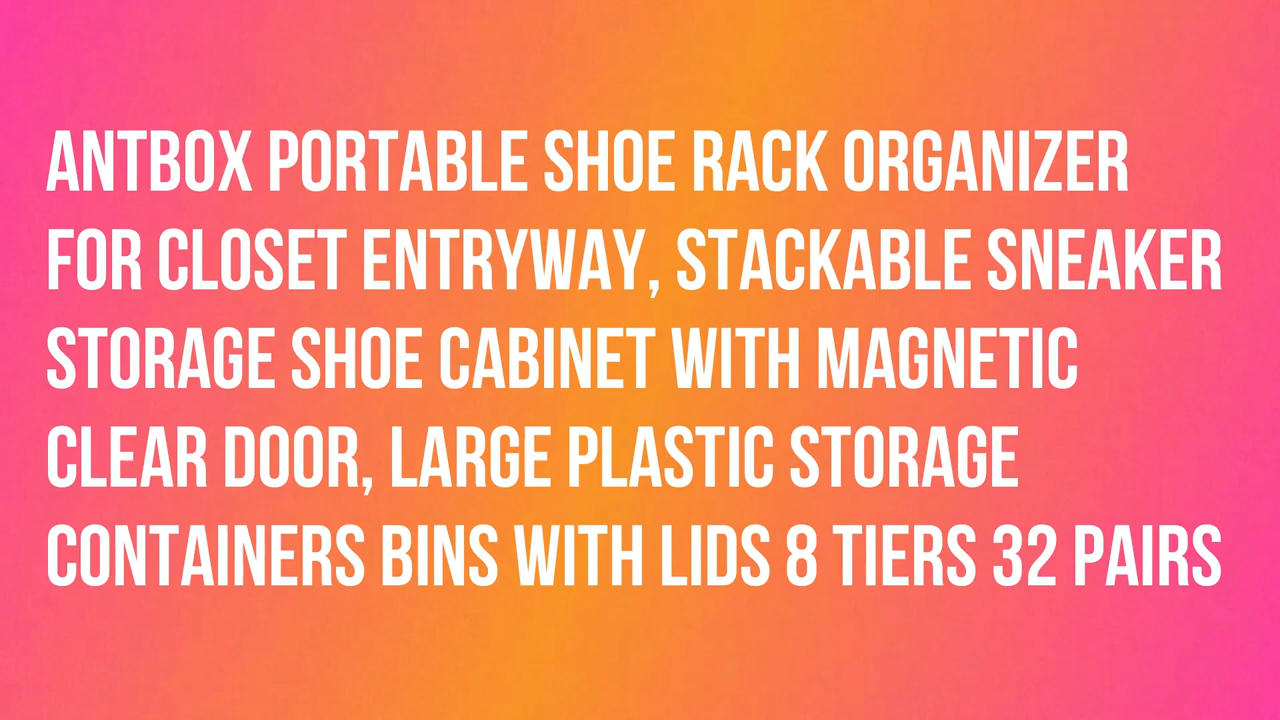 ANTBOX PORTABLE SHOE RACK ORGANIZER
FOR CLOSET ENTRYWAY, STACKABLE SNEAKER
STORAGE SHOE CABINET WITH MAGNETIC
CLEAR DOOR, LARGE PLASTIC STORAGE
CONTAINERS BINS WITH LIDS 8 TIERS 32 PAIRS